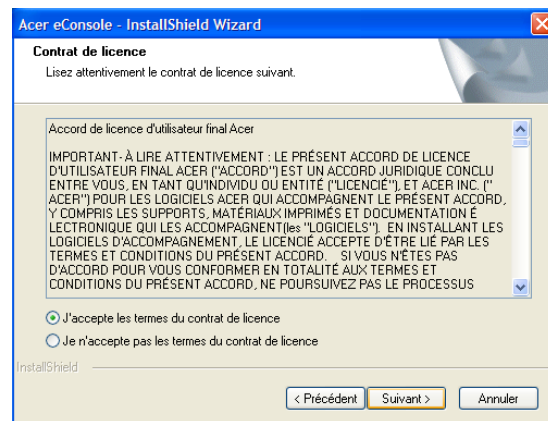 Acer eConsole - InstallShield Wizard
Contrat de licence
Lisez attentivement le contrat de licence suivant.
Accord de licence d'utilisateur final Acer
IMPORTANT- À LIRE ATTENTIVEMENT : LE PRÉSENT ACCORD DE LICENCE
D'UTILISATEUR FINAL ACER ("ACCORD") EST UN ACCORD JURIDIQUE CONCLU
ENTRE VOUS, EN TANT QU'INDIVIDU OU ENTITÉ ("LICENCIÉ"), ET ACER INC. ("
ACER") POUR LES LOGICIELS ACER QUI ACCOMPAGNENT LE PRÉSENT ACCORD,
Y COMPRIS LES SUPPORTS, MATÉRIAUX IMPRIMÉS ET DOCUMENTATION É
LECTRONIQUE QUI LES ACCOMPAGNENT(les "LOGICIELS"). EN INSTALLANT LES
LOGICIELS D'ACCOMPAGNEMENT, LE LICENCIÉ ACCEPTE D'ÊTRE LIÉ PAR LES
TERMES ET CONDITIONS DU PRÉSENT ACCORD. SI VOUS N'ÊTES PAS
D'ACCORD POUR VOUS CONFORMER EN TOTALITÉ AUX TERMES ET
CONDITIONS DU PRÉSENT ACCORD, NE POURSUIVEZ PAS LE PROCESSUS
J'accepte les termes du contrat de licence
Je n'accepte pas les termes du contrat de licence
InstallShield
< Précédent Suivant > Annuler